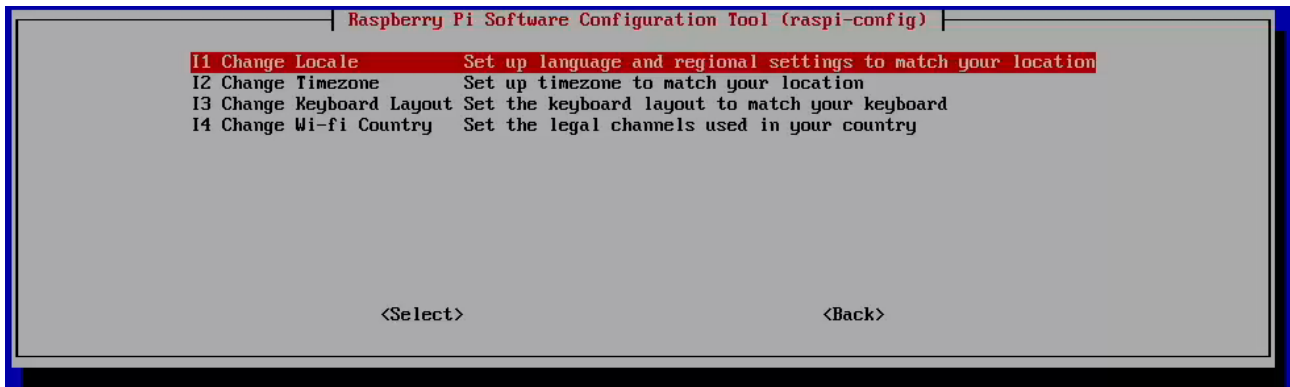 Raspberry Pi Software Configuration Tool (raspi-config)
I1 Change Locale Set up language and regional settings to match your location
I2 Change Timezone Set up timezone to match your location
I3 Change Keyboard Layout Set the keyboard layout to match your keyboard
I4 Change Wi-fi Country Set the legal channels used in your country
<Select> <Back>